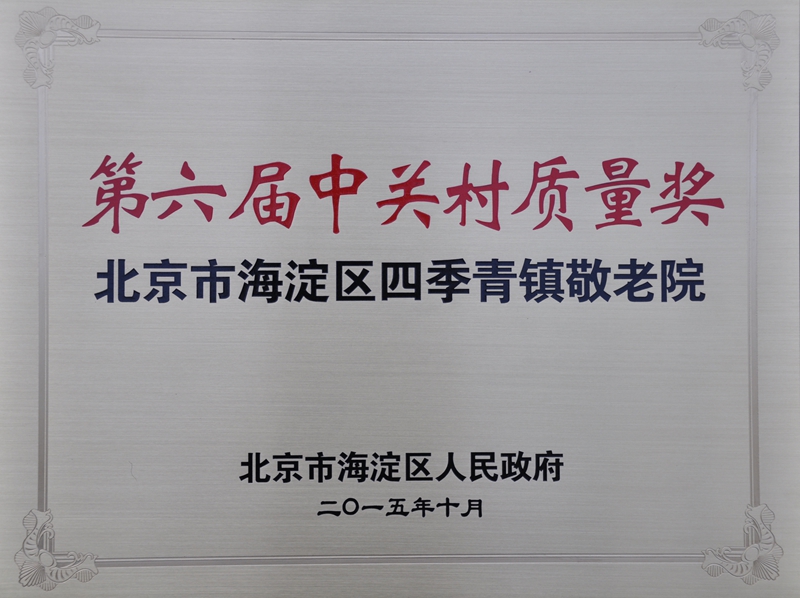 第六届中关村质量奖
北京市海淀区四季青镇敬老院
北京市海淀区人民政府
二〇一五年十月